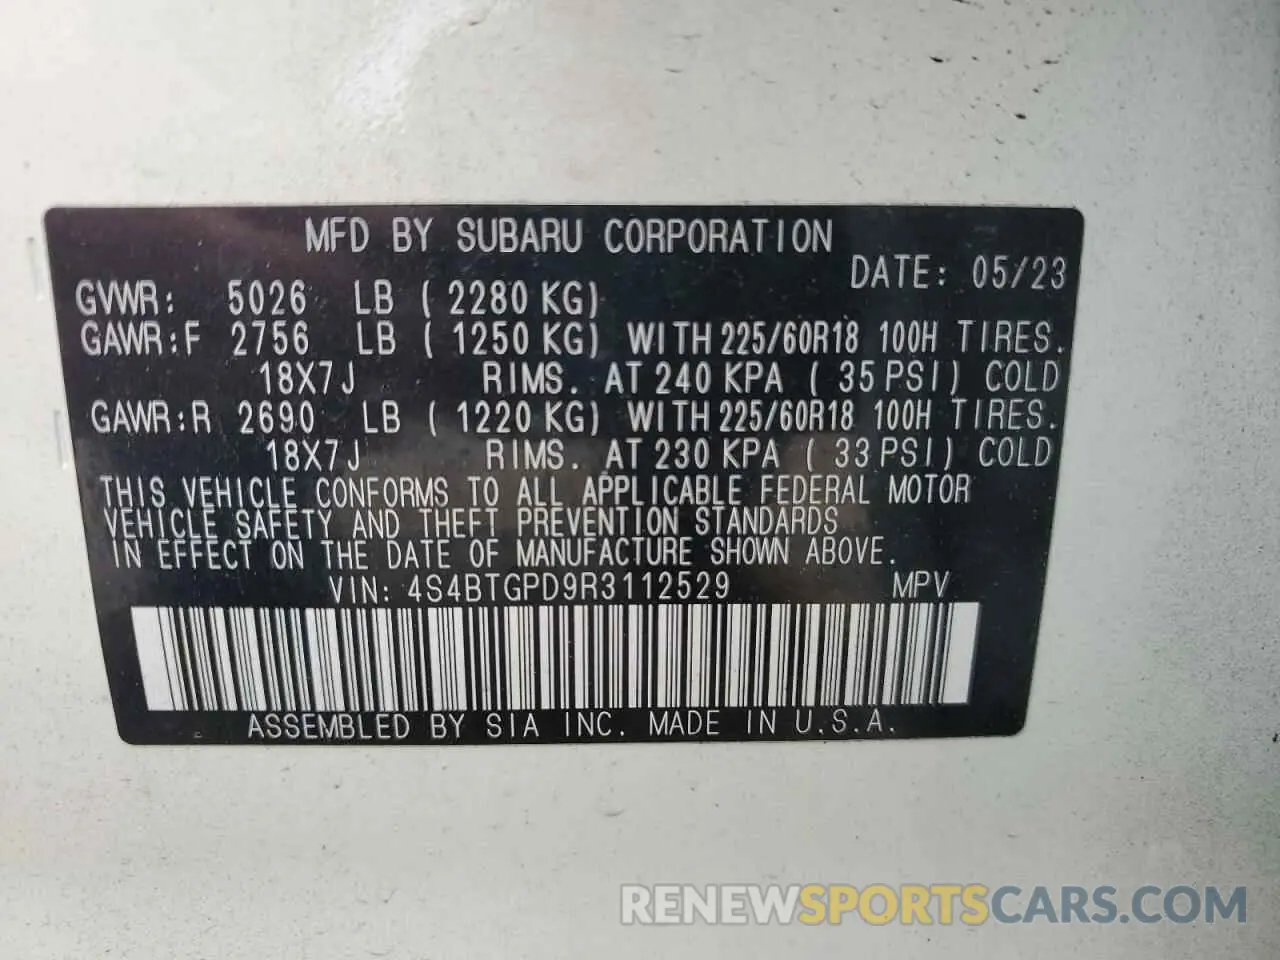 MFD BY SUBARU CORPORATION
DATE: 05/23
GVWR: 5026 LB ( 2280 KG)
GAWR:F 2756 LB ( 1250 KG) WITH 225/60R18 100H TIRES.
18X7J RIMS. AT 240 KPA ( 35 PSI) COLD
GAWR:R 2690 LB ( 1220 KG) WITH 225/60R18 100H TIRES.
18X7J RIMS. AT 230 KPA ( 33 PSI) COLD
THIS VEHICLE CONFORMS TO ALL APPLICABLE FEDERAL MOTOR
VEHICLE SAFETY AND THEFT PREVENTION STANDARDS
IN EFFECT ON THE DATE OF MANUFACTURE SHOWN ABOVE.
VIN: 4S4BTGPD9R3112529 MPV
ASSEMBLED BY SIA INC. MADE IN U.S.A.
RENEWSPORTSCARS.COM